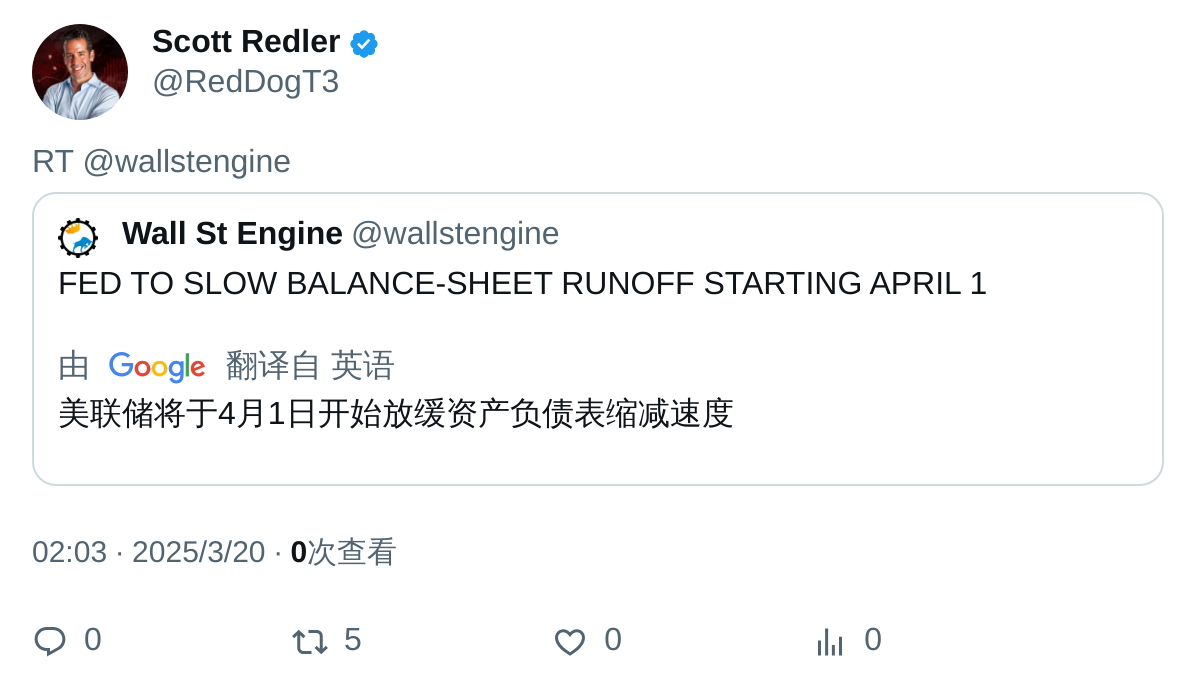 Scott Redler
@RedDogT3
RT @wallstengine
Wall St Engine @wallstengine
FED TO SLOW BALANCE-SHEET RUNOFF STARTING APRIL 1
由 Google 翻译自 英语
美联储将于4月1日开始放缓资产负债表缩减速度
02:03 · 2025/3/20 · 0次查看
0 5 0 0